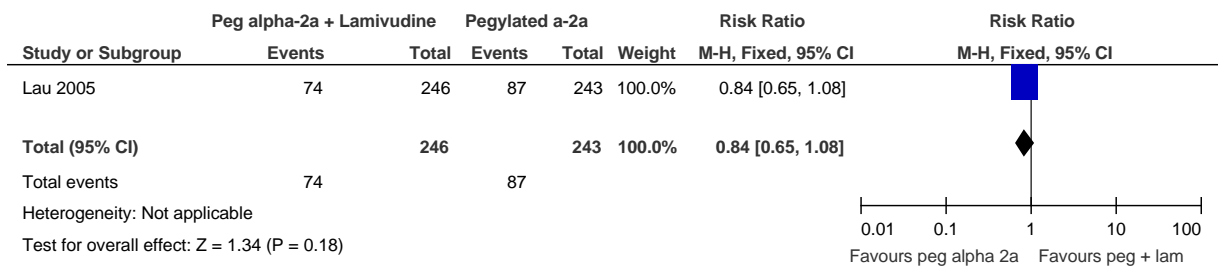 Peg alpha-2a + Lamivudine Pegylated a-2a Risk Ratio Risk Ratio
Study or Subgroup Events Total Events Total Weight M-H, Fixed, 95% CI M-H, Fixed, 95% CI
Lau 2005 74 246 87 243 100.0% 0.84 [0.65, 1.08]
Total (95% CI) 246 243 100.0% 0.84 [0.65, 1.08]
Total events 74 87
Heterogeneity: Not applicable
Test for overall effect: Z = 1.34 (P = 0.18)
0.01 0.1 1 10 100
Favours peg alpha 2a Favours peg + lam